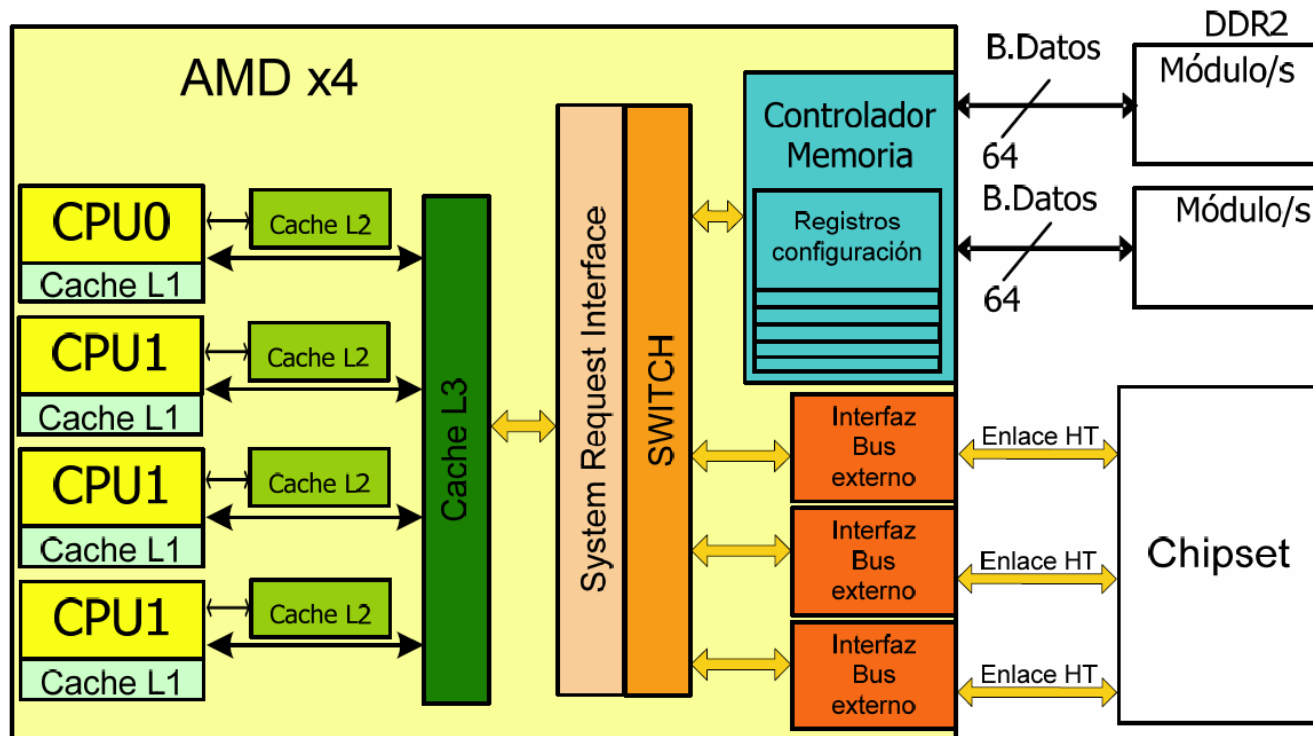 AMD x4
CPU0
Cache L1
Cache L2
CPU1
Cache L1
Cache L2
CPU1
Cache L1
Cache L2
CPU1
Cache L1
Cache L2
Cache L3
System Request Interface
SWITCH
Controlador
Memoria
Registros
configuración
Interfaz
Bus
externo
Interfaz
Bus
externo
Interfaz
Bus
externo
B.Datos
64
B.Datos
64
DDR2
Módulo/s
Módulo/s
Enlace HT
Enlace HT
Enlace HT
Chipset